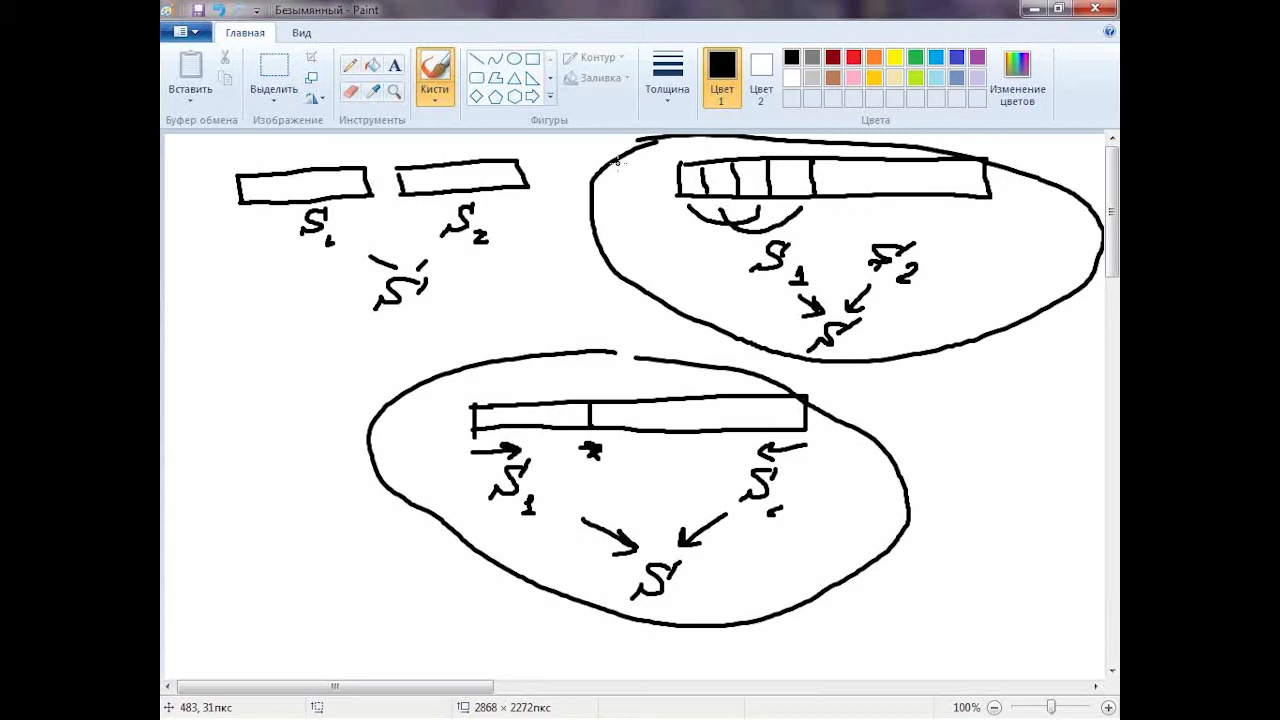 Безымянный - Paint
Главная Вид
Вставить
Выделить
Кисти
Контур
Заливка
Толщина
Цвет 1
Цвет 2
Изменение цветов
Буфер обмена Изображение Инструменты Фигуры Цвета
S1 S2
S
S1 S2
S
S1 S
S
483, 31пкс 2868 × 2272пкс 100%